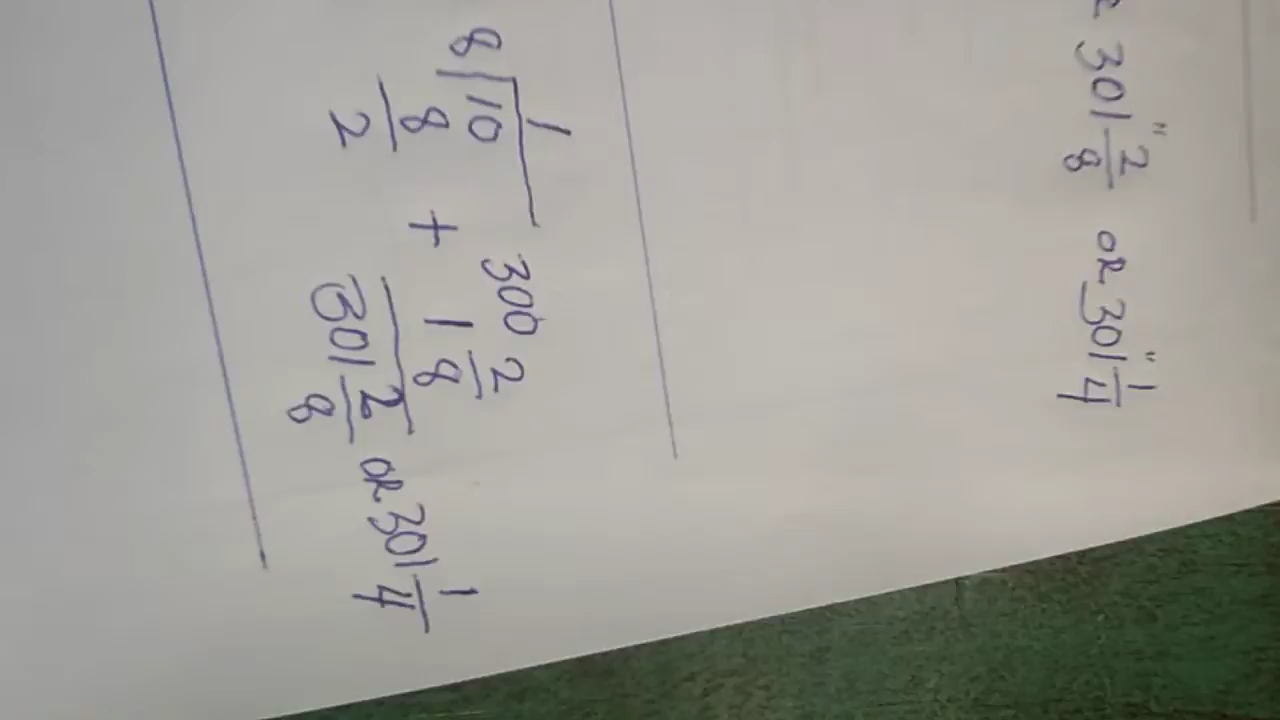 301"2/8 or 301"1/4
1
8 10 300
8 + 1 2/8
2 301 2/8 or 301 1/4